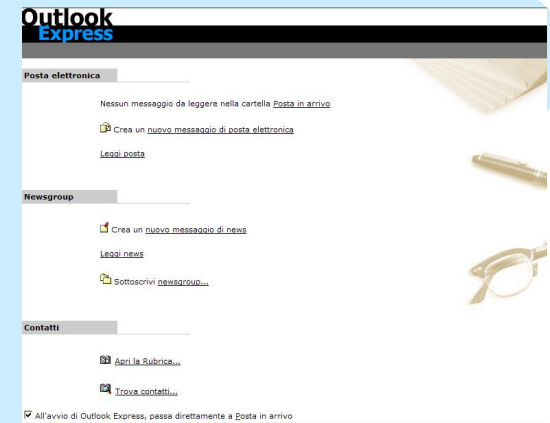 Outlook
Express
Posta elettronica
Nessun messaggio da leggere nella cartella Posta in arrivo
Crea un nuovo messaggio di posta elettronica
Leggi posta
Newsgroup
Crea un nuovo messaggio di news
Leggi news
Sottoscrivi newsgroup...
Contatti
Apri la Rubrica...
Trova contatti...
All'avvio di Outlook Express, passa direttamente a Posta in arrivo